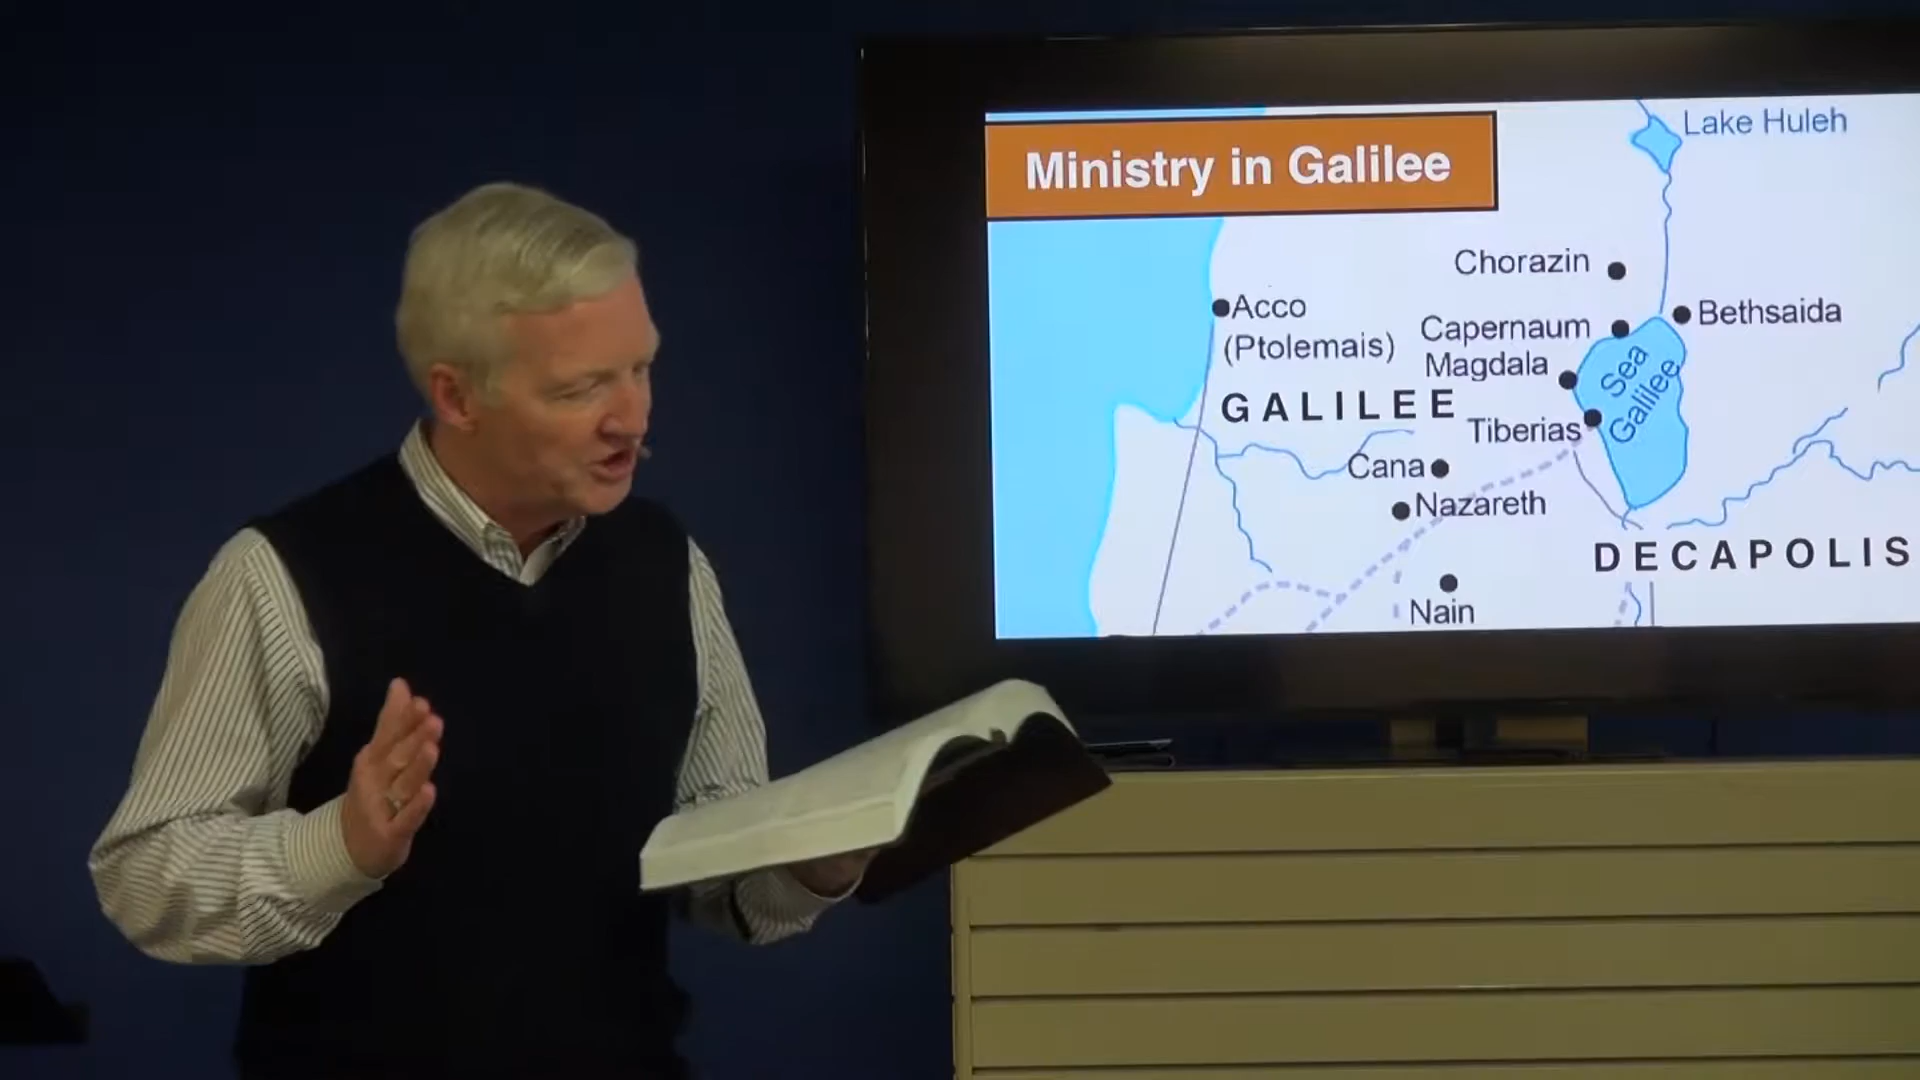 Ministry in Galilee
Lake Huleh
Chorazin
Acco
(Ptolemais)
Bethsaida
Capernaum
Magdala
Sea
Galilee
GALILEE
Tiberias
Cana
Nazareth
DECAPOLIS
Nain